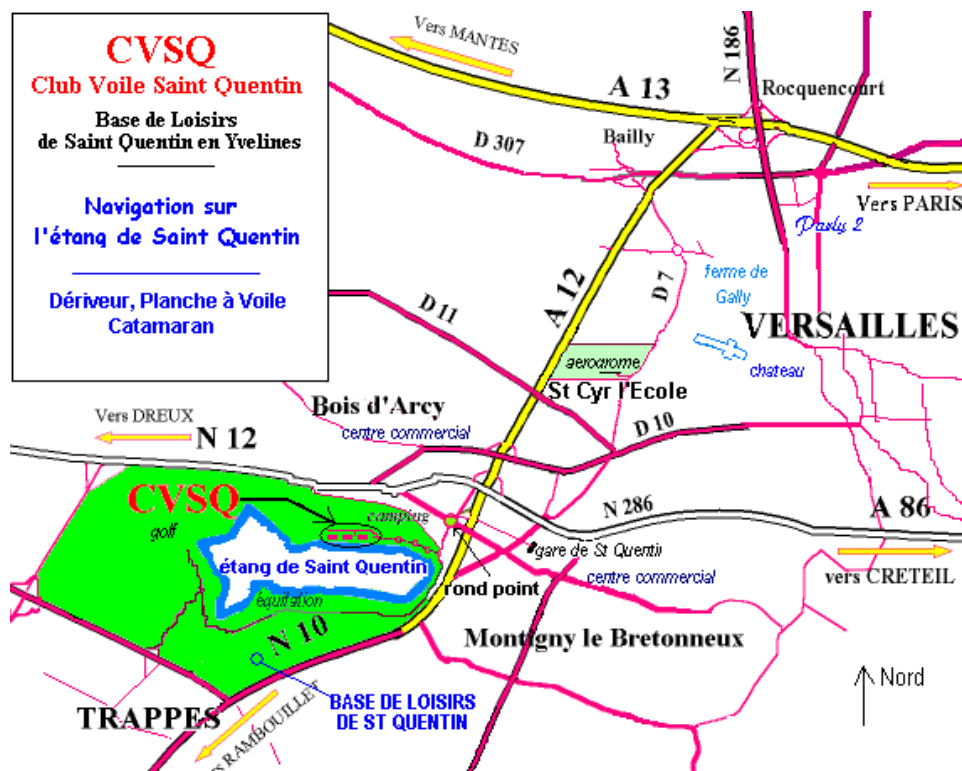 CVSQ
Club Voile Saint Quentin
Base de Loisirs
de Saint Quentin en Yvelines
Navigation sur
l'étang de Saint Quentin
Dériveur, Planche à Voile
Catamaran
Vers MANTES
A 13
N 186
Rocquencourt
Bailly
D 307
Vers PARIS
Parly 2
A 12
D 7
ferme de
Gally
D 11
VERSAILLES
aerodrome
chateau
St Cyr l'Ecole
Bois d'Arcy
centre commercial
D 10
Vers DREUX
N 12
CVSQ
golf
camping
N 286
A 86
gare de St Quentin
étang de Saint Quentin
rond point
centre commercial
vers CRETEIL
équitation
N 10
Montigny le Bretonneux
Nord
BASE DE LOISIRS
DE ST QUENTIN
TRAPPES
rs RAMBOUILLET